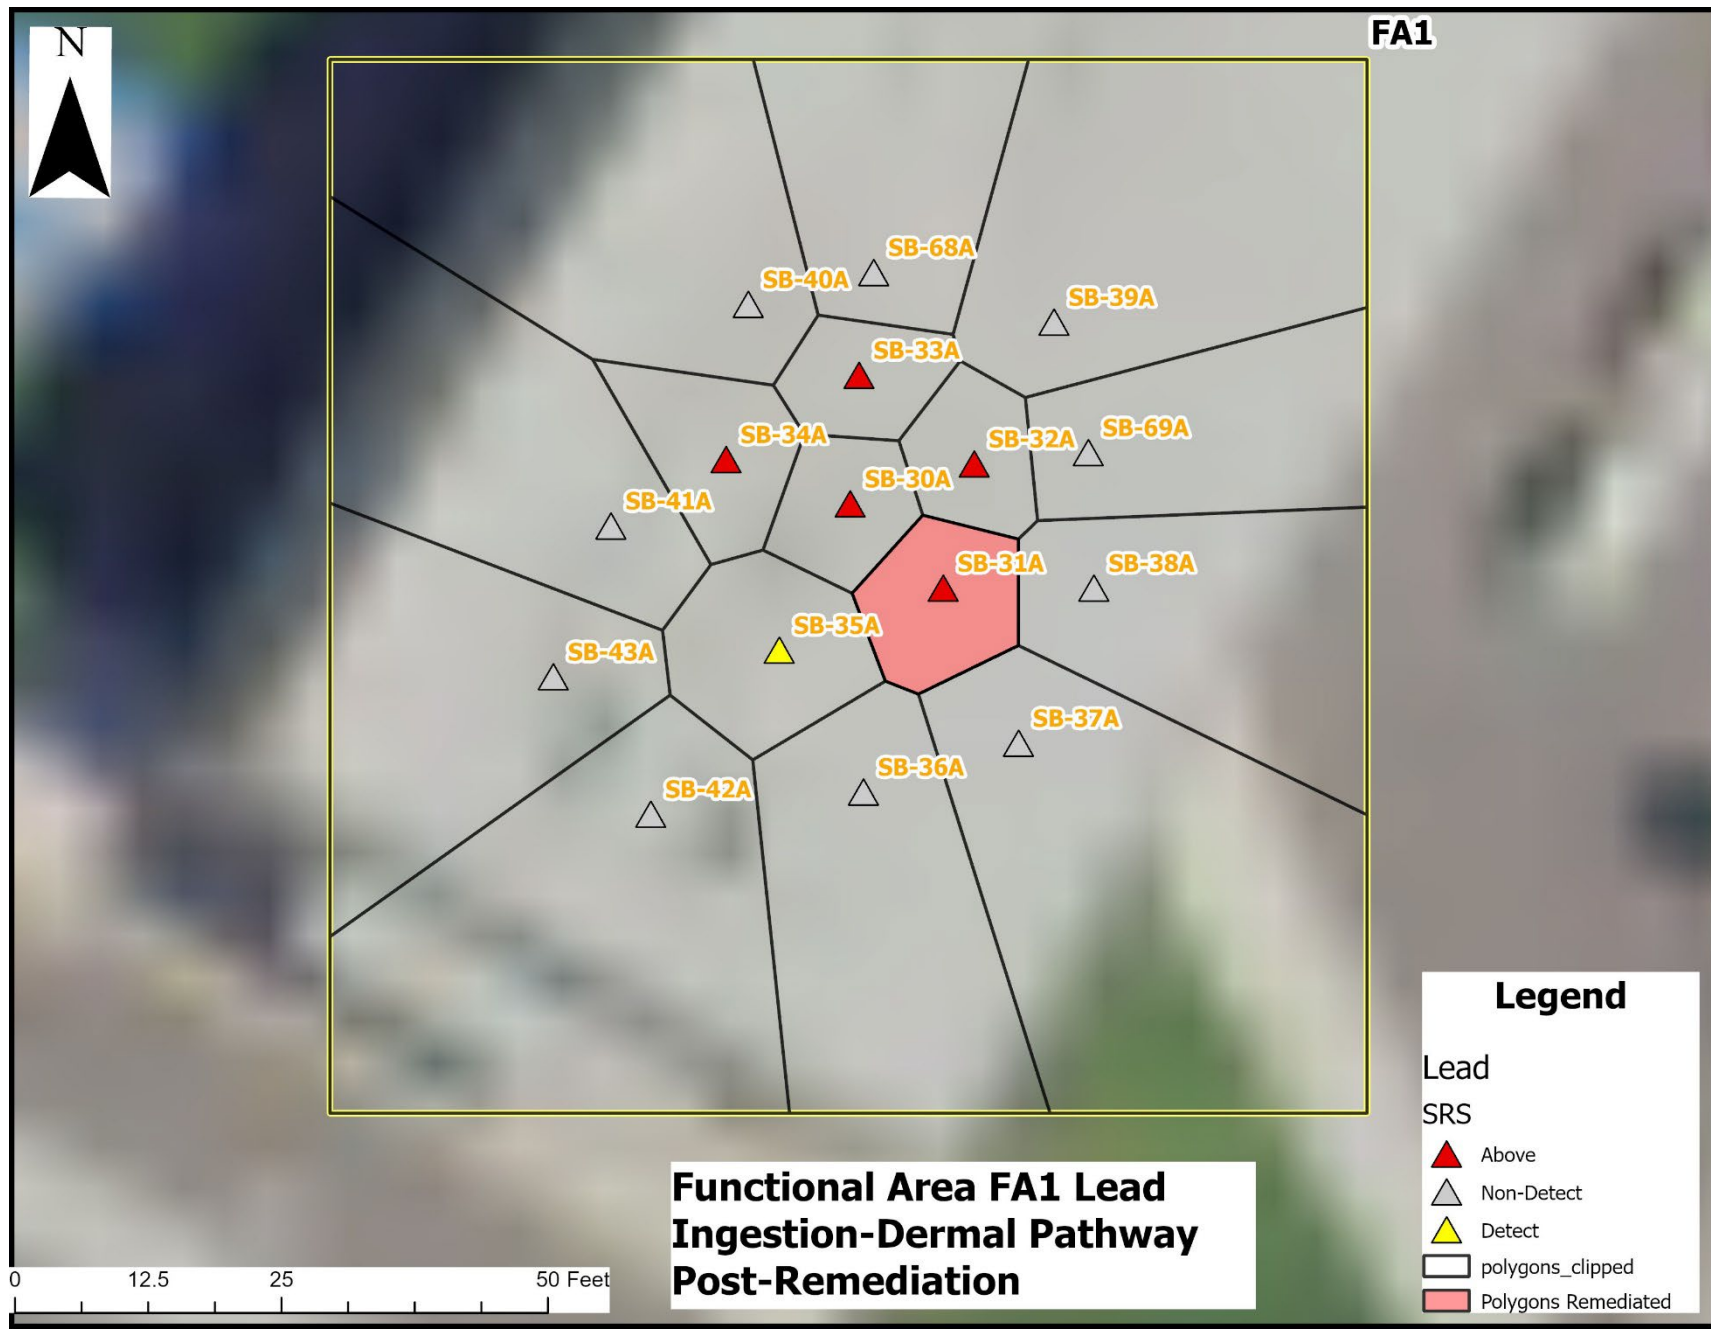 FA1
N
SB-68A
SB-40A
SB-39A
SB-33A
SB-69A
SB-34A
SB-32A
SB-30A
SB-41A
SB-31A
SB-38A
SB-35A
SB-43A
SB-37A
SB-36A
SB-42A
Legend
Lead
SRS
Above
Non-Detect
Detect
polygons_clipped
Polygons Remediated
Functional Area FA1 Lead
Ingestion-Dermal Pathway
Post-Remediation
0 12.5 25 50 Feet